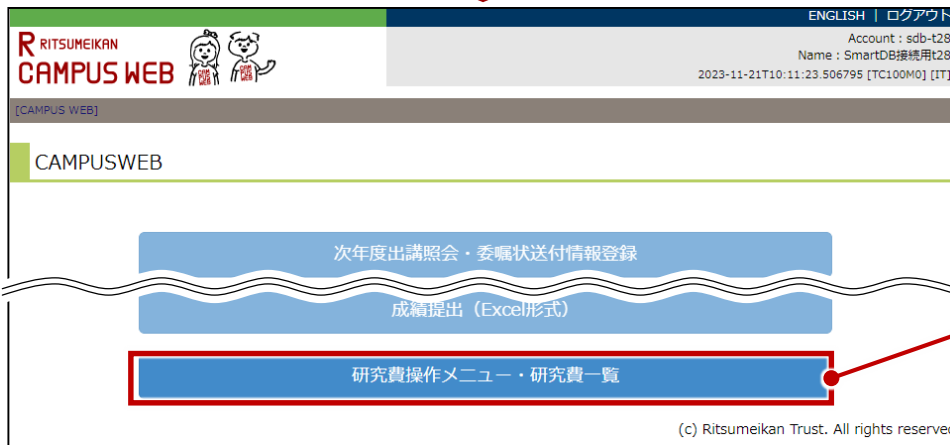 ENGLISH | ログアウト
R RITSUMEIKAN
CAMPUS WEB
Account : sdb-t28
Name : SmartDB接続用t28
2023-11-21T10:11:23.506795 [TC100M0] [IT]
[CAMPUS WEB]
CAMPUSWEB
次年度出講照会・委嘱状送付情報登録
成績提出（Excel形式）
研究費操作メニュー・研究費一覧
(c) Ritsumeikan Trust. All rights reserved